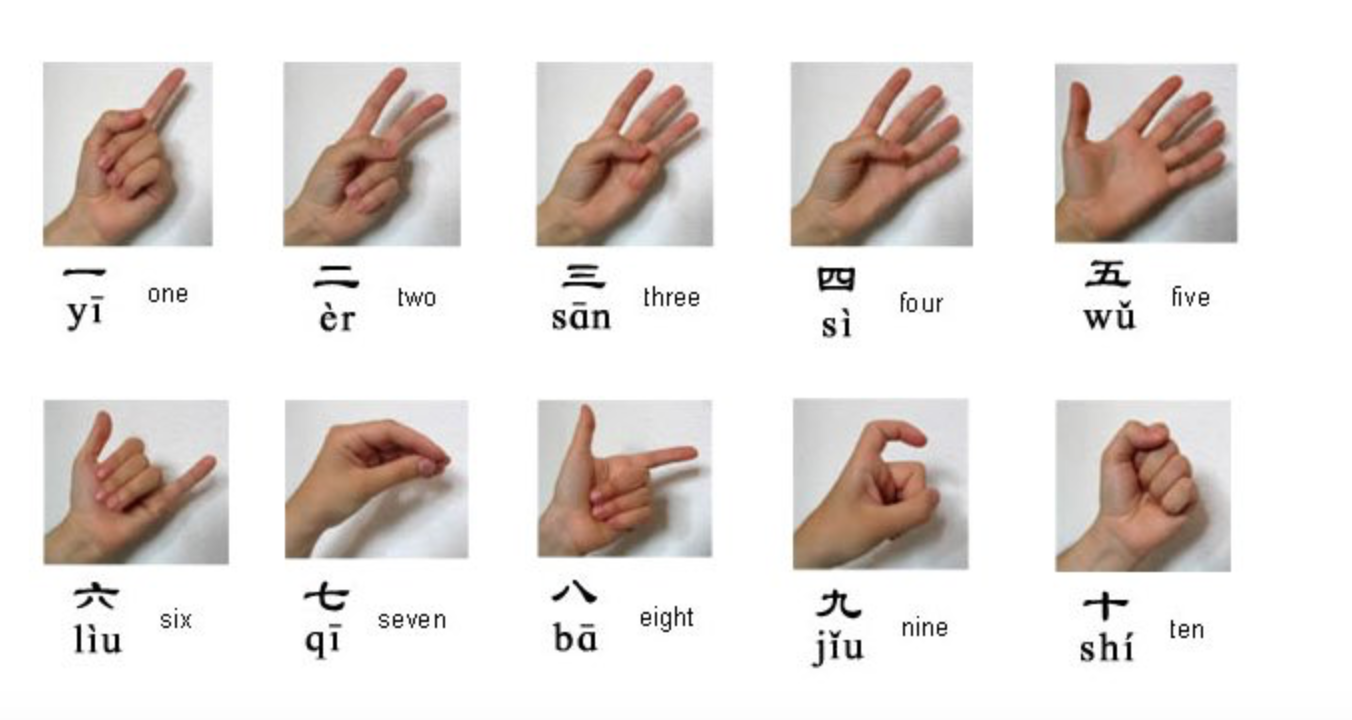 一
yī one
二
èr two
三
sān three
四
sì four
五
wǔ five
六
lìu six
七
qī seven
八
bā eight
九
jǐu nine
十
shí ten